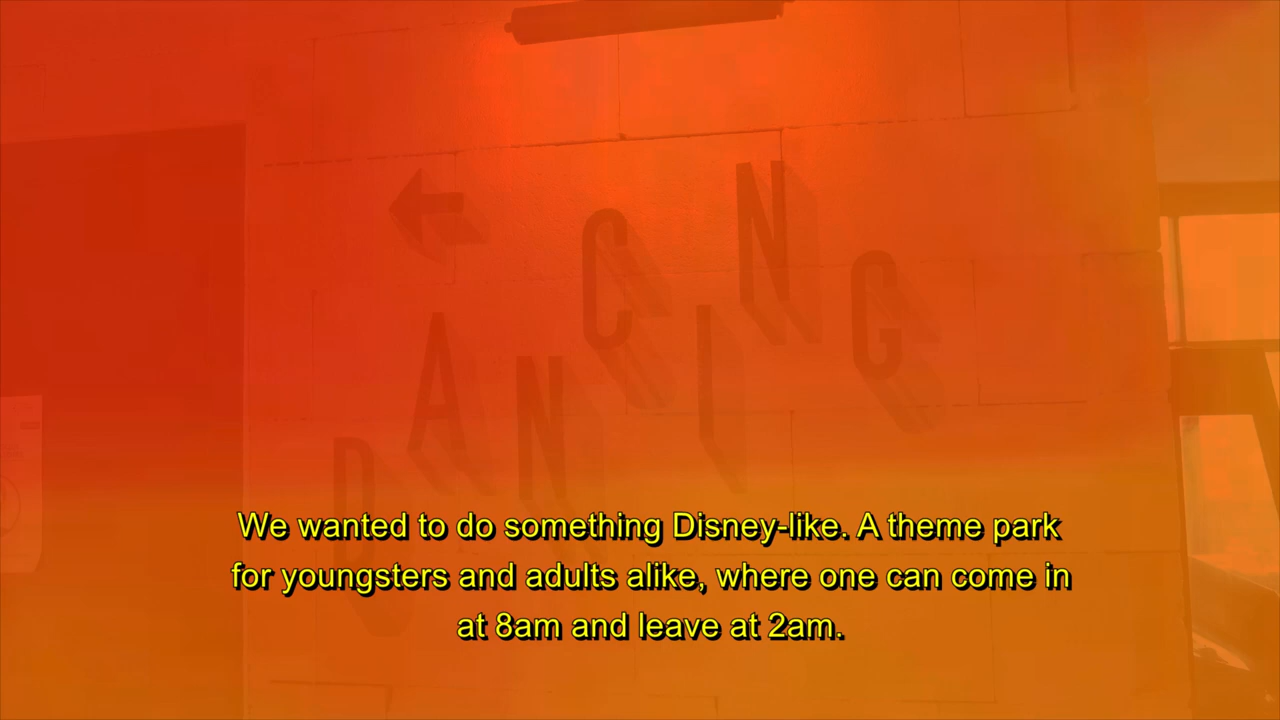 DANCING
We wanted to do something Disney-like. A theme park
for youngsters and adults alike, where one can come in
at 8am and leave at 2am.